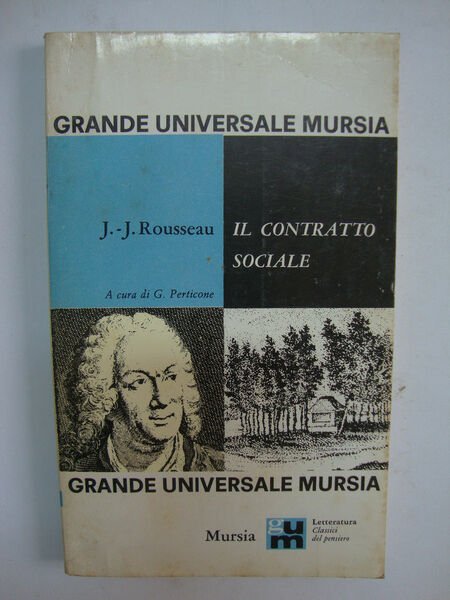 GRANDE UNIVERSALE MURSIA
J.-J. Rousseau
IL CONTRATTO
SOCIALE
A cura di G. Perticone
GRANDE UNIVERSALE MURSIA
Mursia
gum
Letteratura
Classici
del pensiero